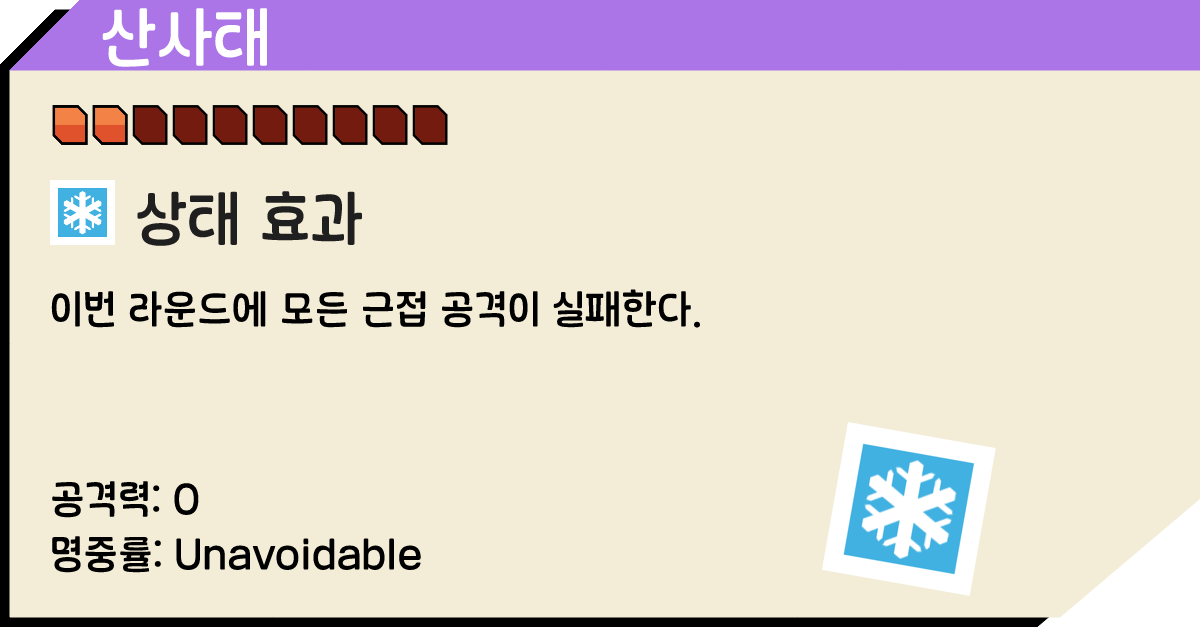 산사태
상태 효과
이번 라운드에 모든 근접 공격이 실패한다.
공격력: 0
명중률: Unavoidable